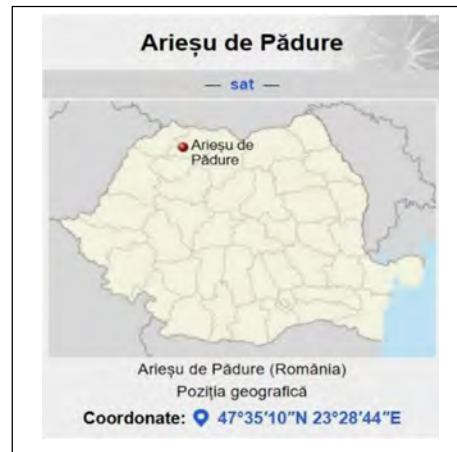 Arieșu de Pădure
— sat —
Arieșu de
Pădure
Arieșu de Pădure (România)
Poziția geografică
Coordonate: 47°35′10″N 23°28′44″E